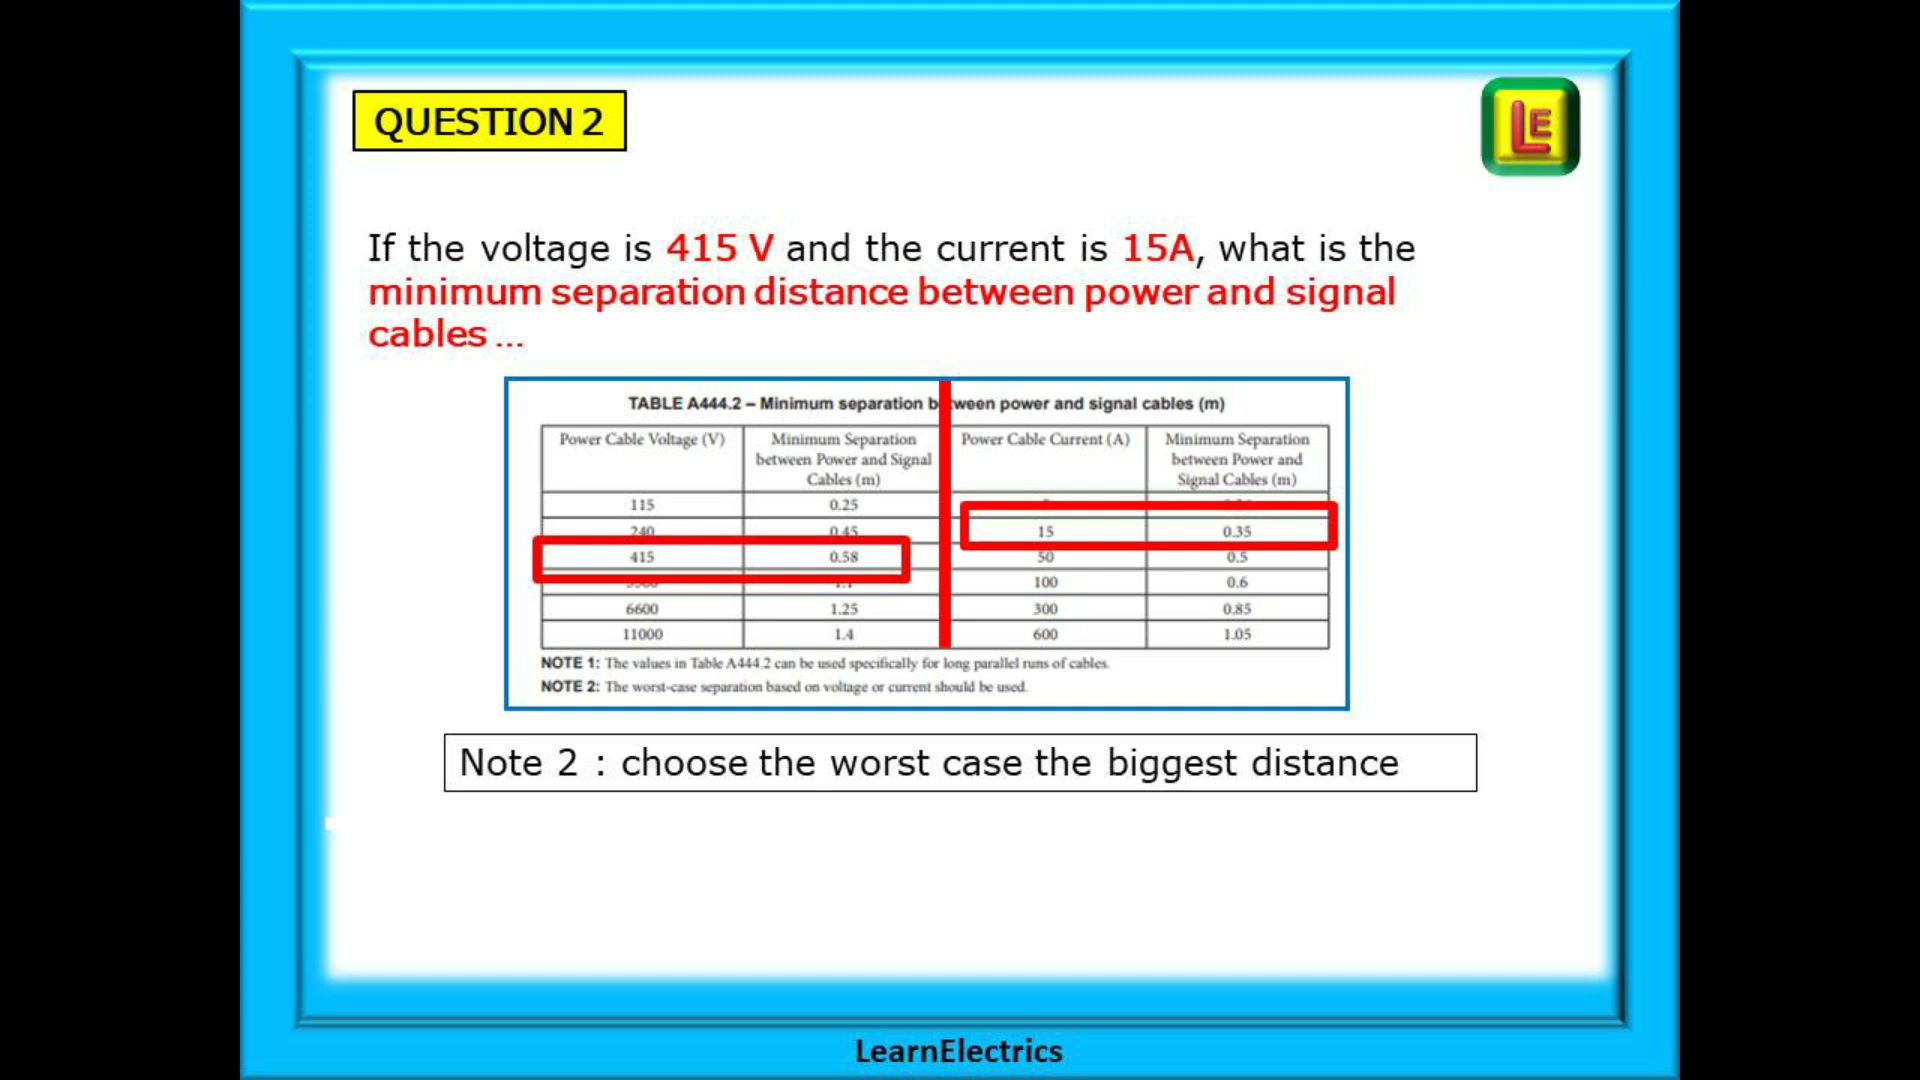 QUESTION 2
LE
If the voltage is 415 V and the current is 15A, what is the
minimum separation distance between power and signal
cables ...
TABLE A444.2 – Minimum separation between power and signal cables (m)
Power Cable Voltage (V) Minimum Separation between Power and Signal Cables (m) Power Cable Current (A) Minimum Separation between Power and Signal Cables (m)
115 0.25
240 0.45 15 0.35
415 0.58 50 0.5
100 0.6
6600 1.25 300 0.85
11000 1.4 600 1.05
NOTE 1: The values in Table A444.2 can be used specifically for long parallel runs of cables.
NOTE 2: The worst-case separation based on voltage or current should be used.
Note 2 : choose the worst case the biggest distance
LearnElectrics